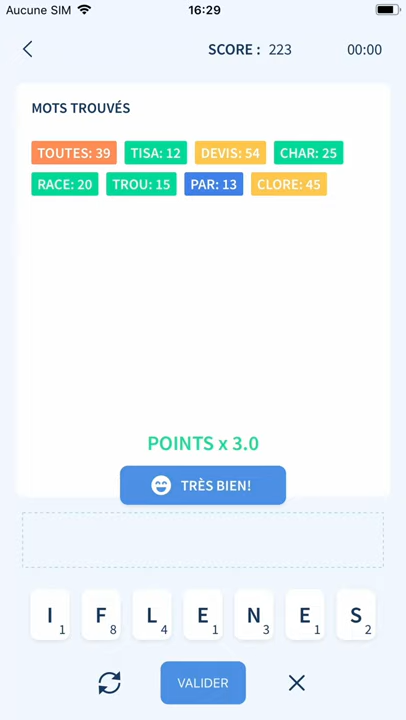 Aucune SIM 16:29
SCORE : 223 00:00
MOTS TROUVÉS
TOUTES: 39 TISA: 12 DEVIS: 54 CHAR: 25
RACE: 20 TROU: 15 PAR: 13 CLORE: 45
POINTS x 3.0
TRÈS BIEN!
I 1 F 8 L 4 E 1 N 3 E 1 S 2
VALIDER